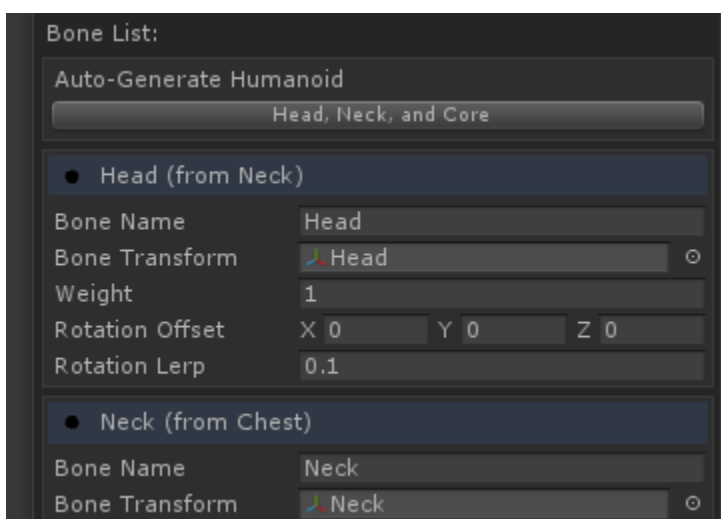 Bone List:
Auto-Generate Humanoid
Head, Neck, and Core
Head (from Neck)
Bone Name Head
Bone Transform Head
Weight 1
Rotation Offset X 0 Y 0 Z 0
Rotation Lerp 0.1
Neck (from Chest)
Bone Name Neck
Bone Transform Neck